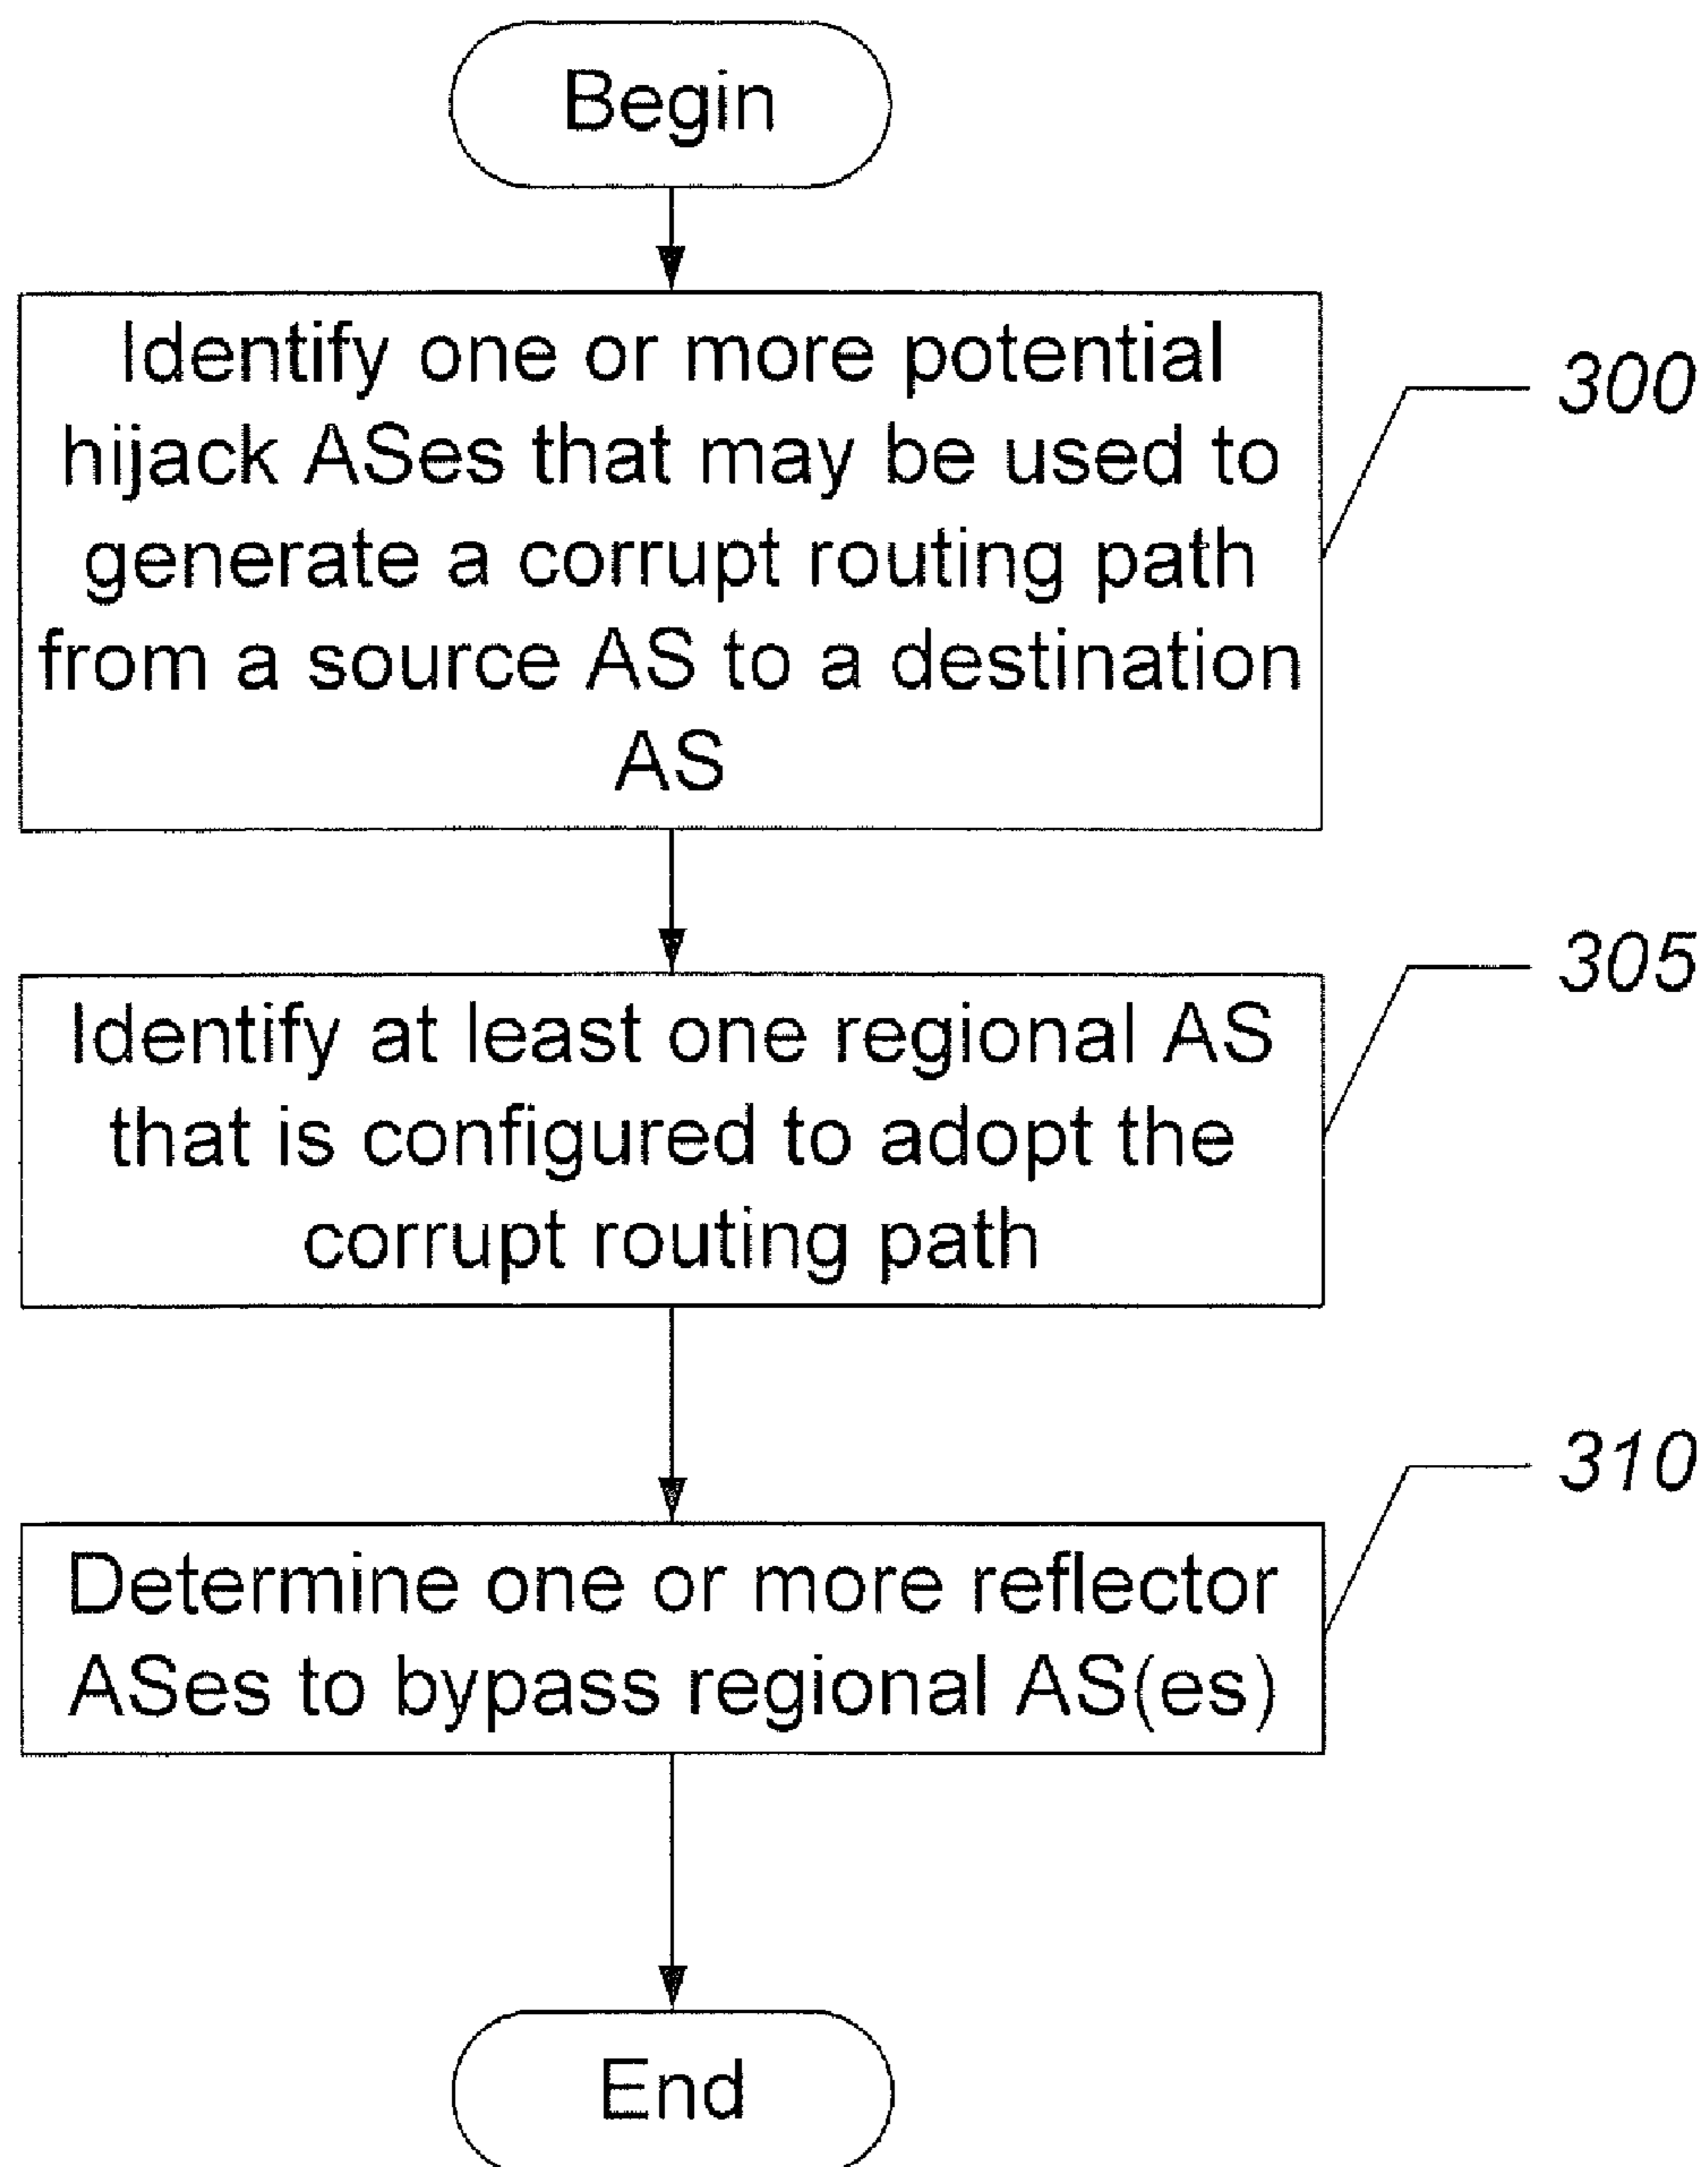 Begin
Identify one or more potential
hijack ASes that may be used to
generate a corrupt routing path
from a source AS to a destination
AS
300
Identify at least one regional AS
that is configured to adopt the
corrupt routing path
305
Determine one or more reflector
ASes to bypass regional AS(es)
310
End